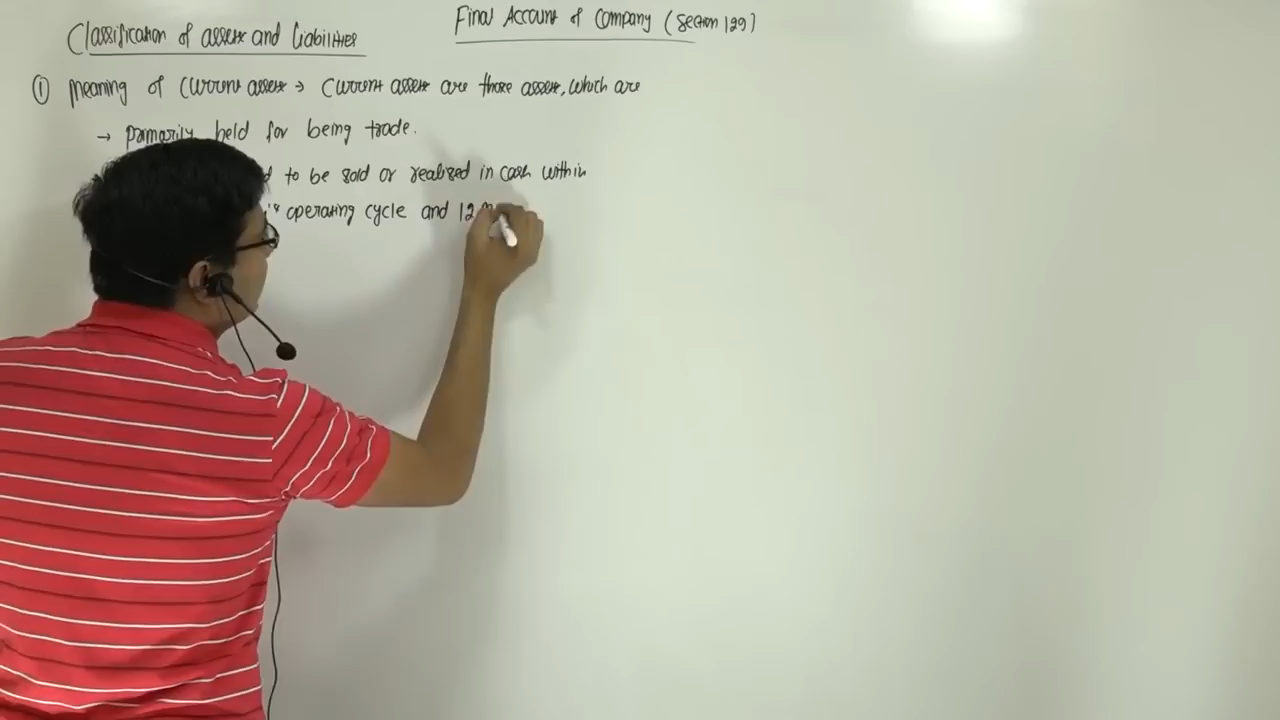 Final Account of Company (Section 129)
Classification of assets and Liabilities
① Meaning of Current assets → Current assets are those assets, which are
→ Primarily held for being trade.
to be sold or realized in cash within
operating cycle and 12